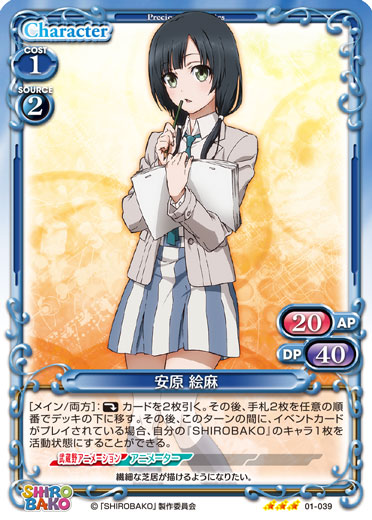 Character
COST
1
SOURCE
2
20 AP
DP 40
安原 絵麻
[メイン/両方]： カードを2枚引く。その後、手札2枚を任意の順
番でデッキの下に移す。その後、このターンの間に、イベントカード
がプレイされている場合、自分の「SHIROBAKO」のキャラ1枚を
活動状態にすることができる。
武蔵野アニメーション アニメーター
繊細な芝居が描けるようになりたい。
SHIRO
BAKO
©「SHIROBAKO」製作委員会
01-039